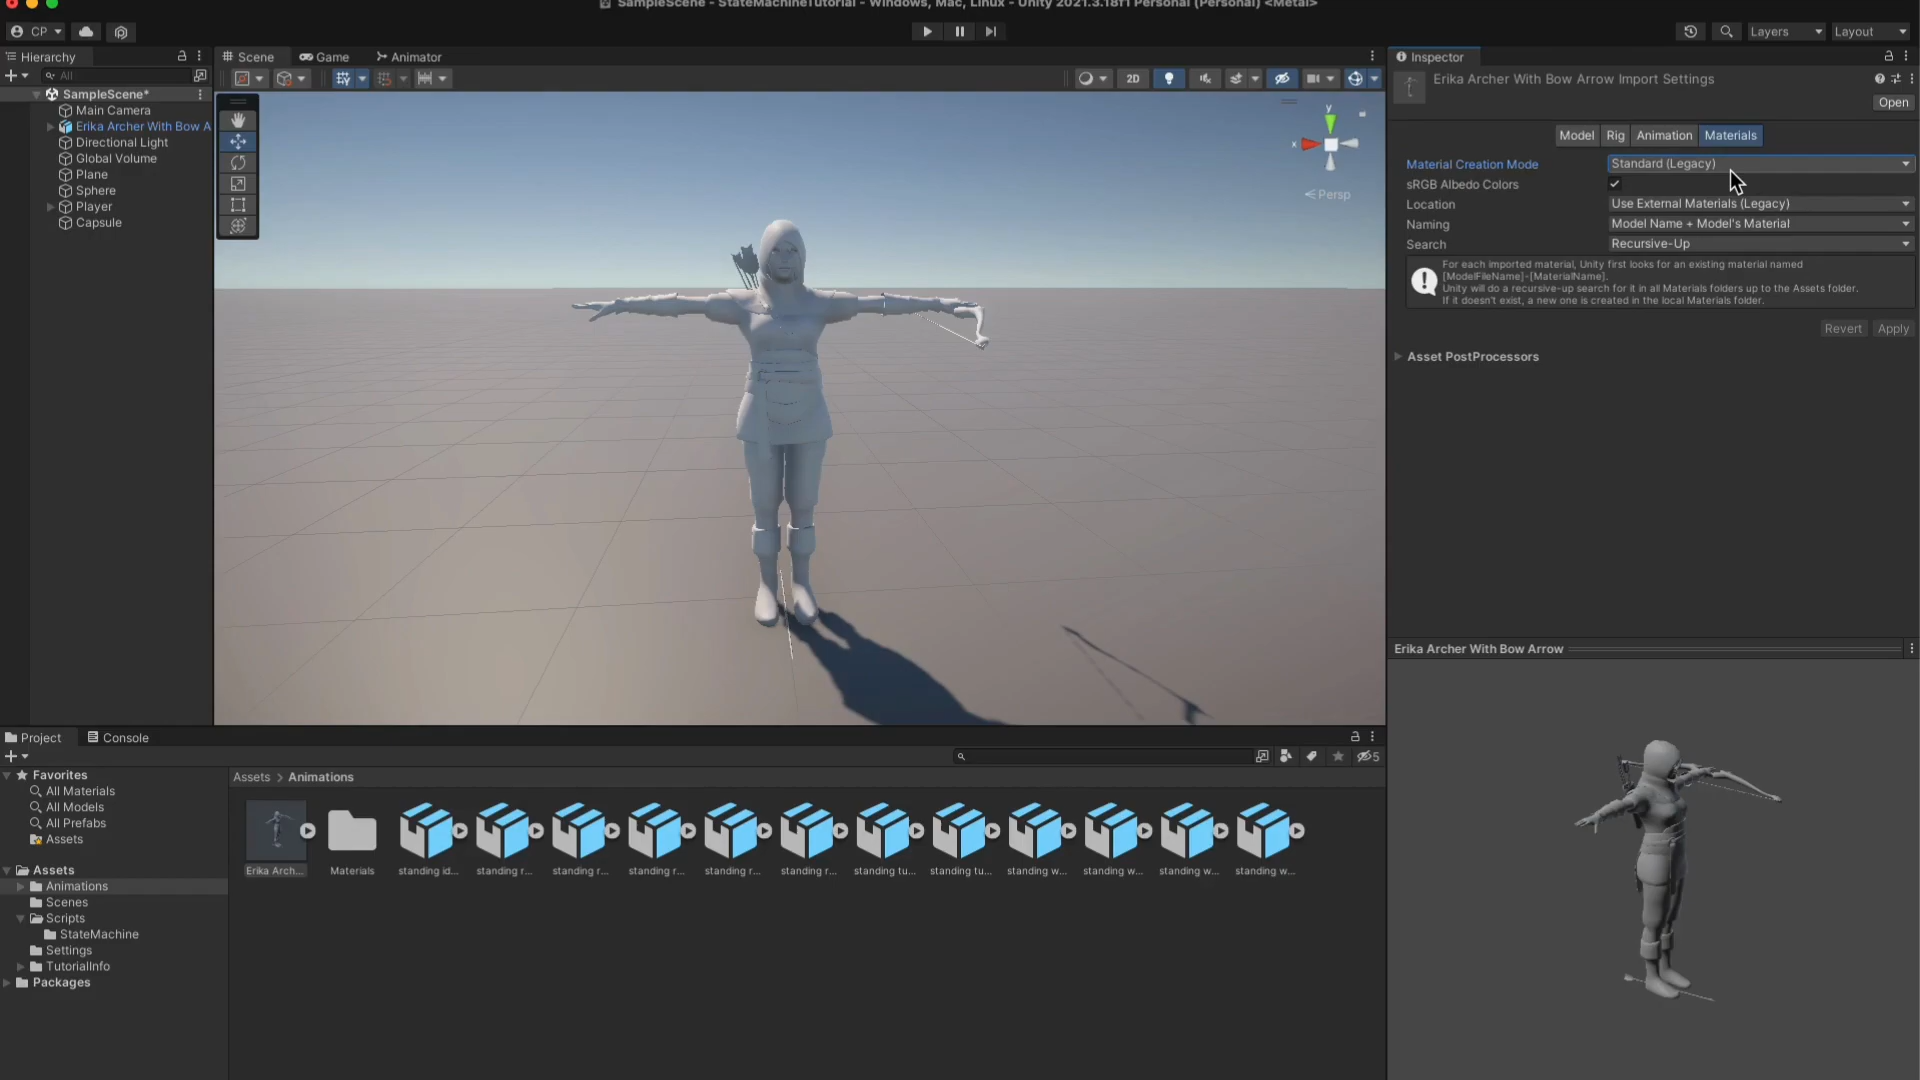 SampleScene - StateMachineTutorial - Windows, Mac, Linux - Unity 2021.3.18f1 Personal (Personal) <Metal>
CP
Layers
Layout
Hierarchy
All
SampleScene*
Main Camera
Erika Archer With Bow A
Directional Light
Global Volume
Plane
Sphere
Player
Capsule
Scene
Game
Animator
2D
y
x
Persp
Inspector
Erika Archer With Bow Arrow Import Settings
Open
Model
Rig
Animation
Materials
Material Creation Mode
Standard (Legacy)
sRGB Albedo Colors
Location
Use External Materials (Legacy)
Naming
Model Name + Model's Material
Search
Recursive-Up
For each imported material, Unity first looks for an existing material named
[ModelFileName]-[MaterialName].
Unity will do a recursive-up search for it in all Materials folders up to the Assets folder.
If it doesn't exist, a new one is created in the local Materials folder.
Revert
Apply
Asset PostProcessors
Erika Archer With Bow Arrow
Project
Console
5
Favorites
All Materials
All Models
All Prefabs
Assets
Assets
Animations
Scenes
Scripts
StateMachine
Settings
TutorialInfo
Packages
Assets > Animations
Erika Arch...
Materials
standing id...
standing r...
standing r...
standing r...
standing r...
standing r...
standing tu...
standing tu...
standing w...
standing w...
standing w...
standing w...